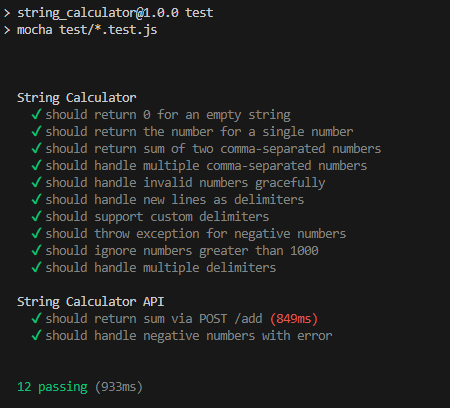 > string_calculator@1.0.0 test
> mocha test/*.test.js
String Calculator
✓ should return 0 for an empty string
✓ should return the number for a single number
✓ should return sum of two comma-separated numbers
✓ should handle multiple comma-separated numbers
✓ should handle invalid numbers gracefully
✓ should handle new lines as delimiters
✓ should support custom delimiters
✓ should throw exception for negative numbers
✓ should ignore numbers greater than 1000
✓ should handle multiple delimiters
String Calculator API
✓ should return sum via POST /add (849ms)
✓ should handle negative numbers with error
12 passing (933ms)